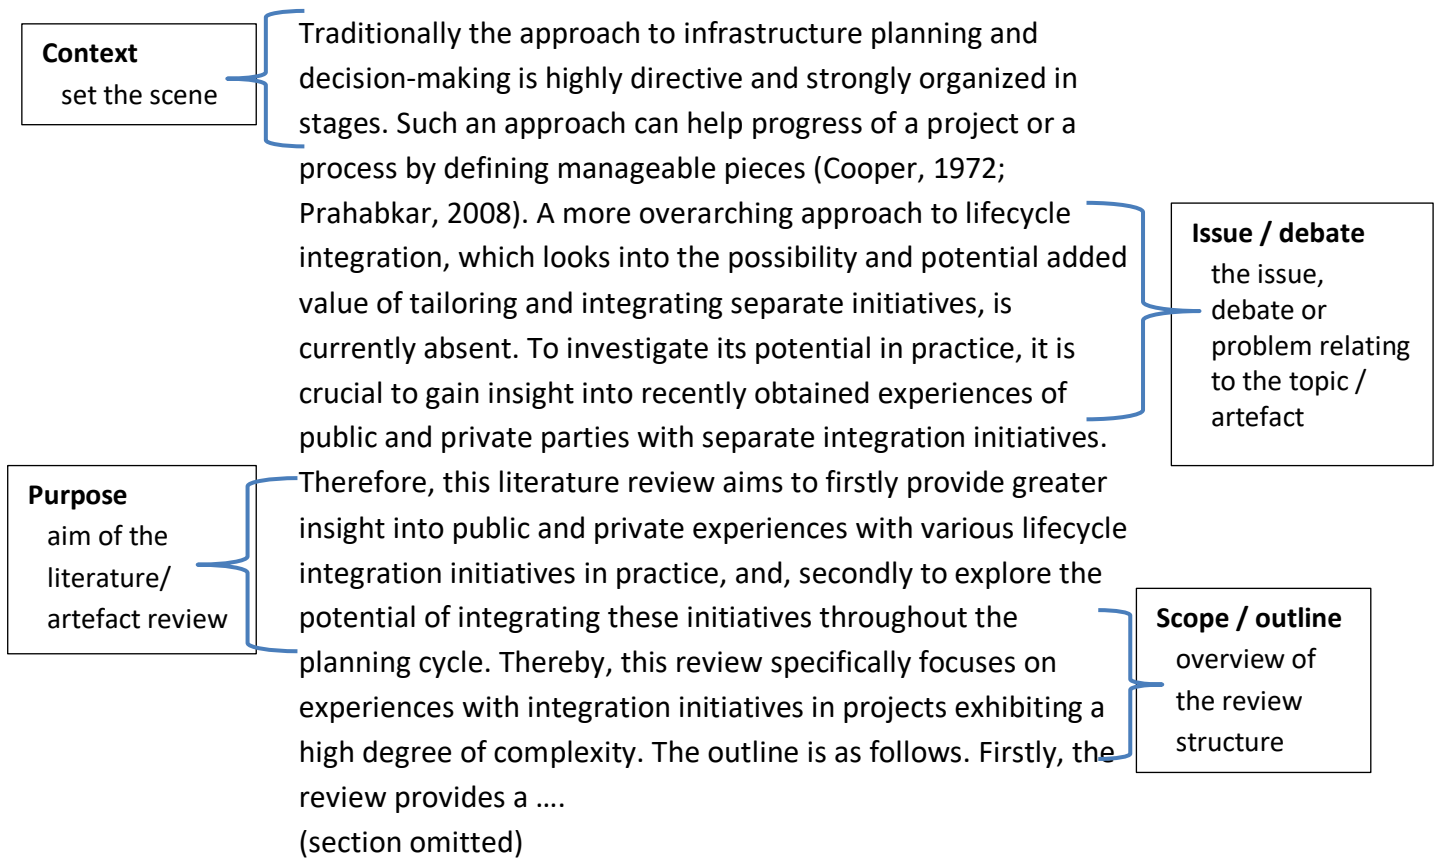 Context
set the scene
Traditionally the approach to infrastructure planning and
decision-making is highly directive and strongly organized in
stages. Such an approach can help progress of a project or a
process by defining manageable pieces (Cooper, 1972;
Prahabkar, 2008). A more overarching approach to lifecycle
integration, which looks into the possibility and potential added
value of tailoring and integrating separate initiatives, is
currently absent. To investigate its potential in practice, it is
crucial to gain insight into recently obtained experiences of
public and private parties with separate integration initiatives.
Therefore, this literature review aims to firstly provide greater
insight into public and private experiences with various lifecycle
integration initiatives in practice, and, secondly to explore the
potential of integrating these initiatives throughout the
planning cycle. Thereby, this review specifically focuses on
experiences with integration initiatives in projects exhibiting a
high degree of complexity. The outline is as follows. Firstly, the
review provides a ….
(section omitted)
Issue / debate
the issue,
debate or
problem relating
to the topic /
artefact
Purpose
aim of the
literature/
artefact review
Scope / outline
overview of
the review
structure